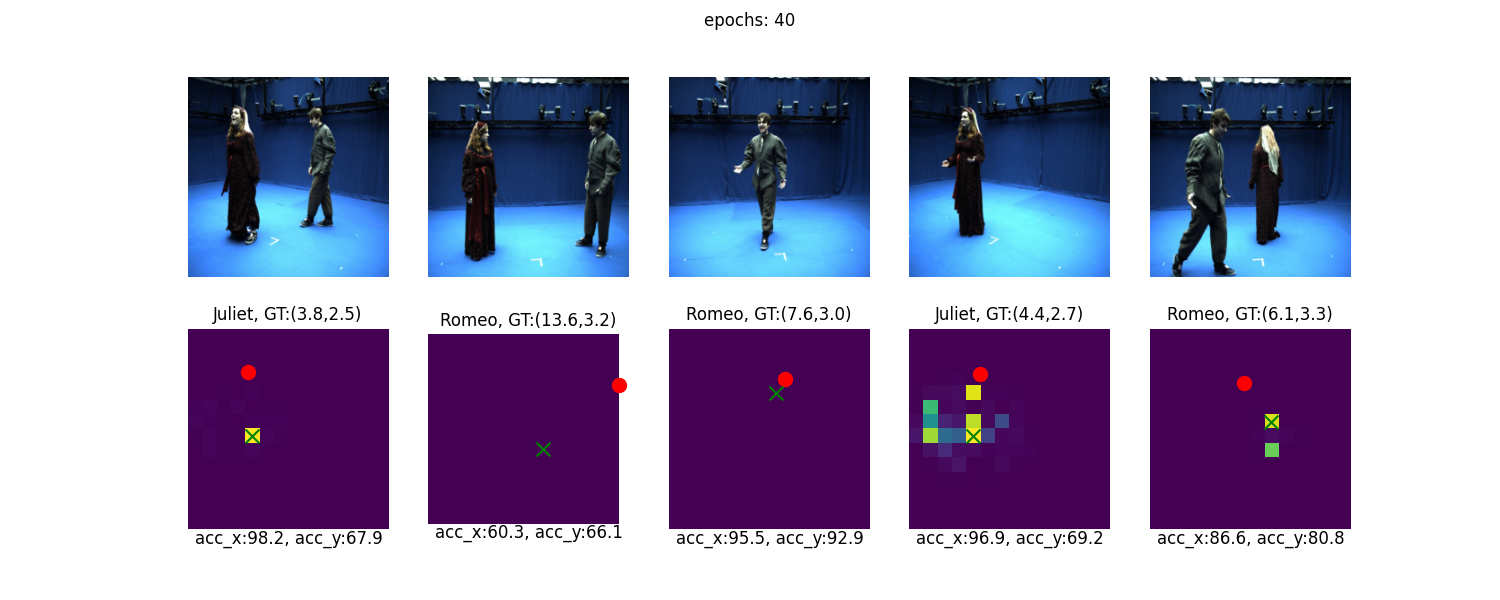 epochs: 40
Juliet, GT:(3.8,2.5)
Romeo, GT:(13.6,3.2)
Romeo, GT:(7.6,3.0)
Juliet, GT:(4.4,2.7)
Romeo, GT:(6.1,3.3)
acc_x:98.2, acc_y:67.9
acc_x:60.3, acc_y:66.1
acc_x:95.5, acc_y:92.9
acc_x:96.9, acc_y:69.2
acc_x:86.6, acc_y:80.8